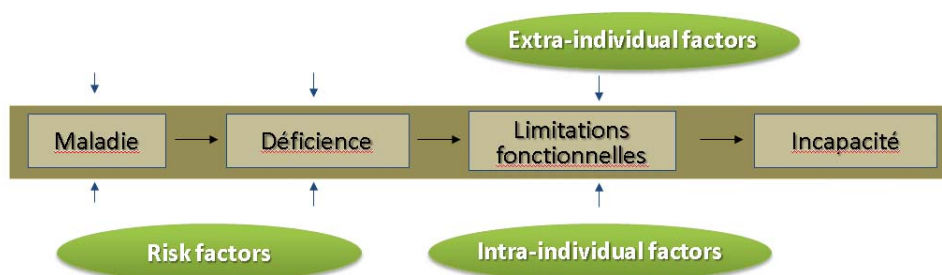 Extra-individual factors
Maladie
Déficience
Limitations
fonctionnelles
Incapacité
Risk factors
Intra-individual factors